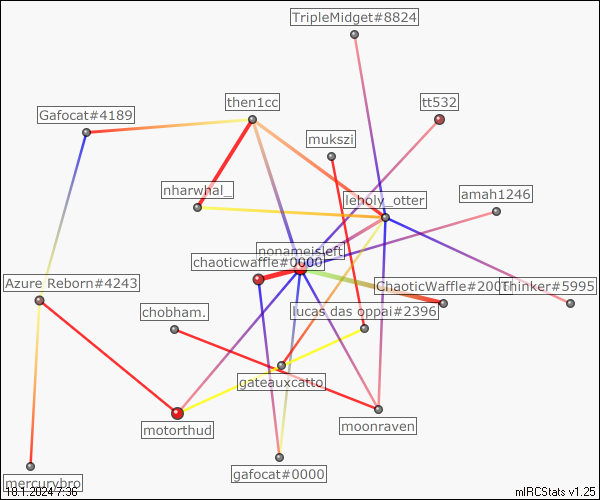 TripleMidget#8824
tt532
then1cc
Gafocat#4189
mukszi
nharwhal_
leholy_otter
amah1246
nonameisleft
chaoticwaffle#0000
Azure Reborn#4243
ChaoticWaffle#200
Thinker#5995
chobham.
lucas das oppai#2396
gateauxcatto
motorthud
moonraven
gafocat#0000
mercurybro
18.1.2024 7:36
mIRCStats v1.25